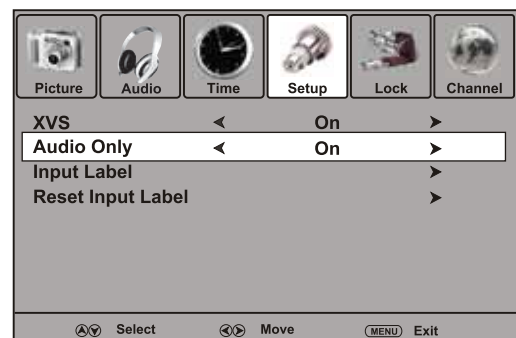 Picture Audio Time Setup Lock Channel
XVS On
Audio Only On
Input Label
Reset Input Label
Select Move MENU Exit